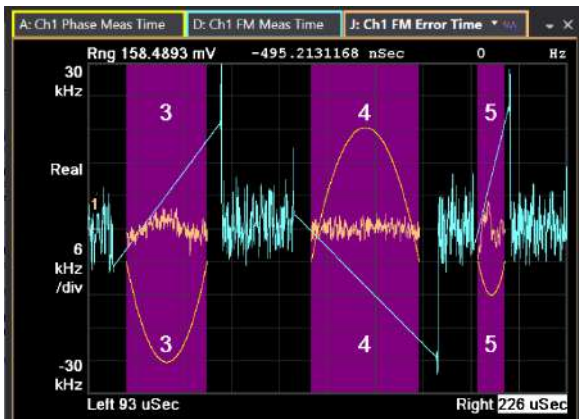 A: Ch1 Phase Meas Time D: Ch1 FM Meas Time J: Ch1 FM Error Time
Rng 158.4893 mV -495.2131168 nSec 0 Hz
30
kHz
3 4 5
Real
1
6
kHz
/div
3 4 5
-30
kHz
Left 93 uSec Right 226 uSec